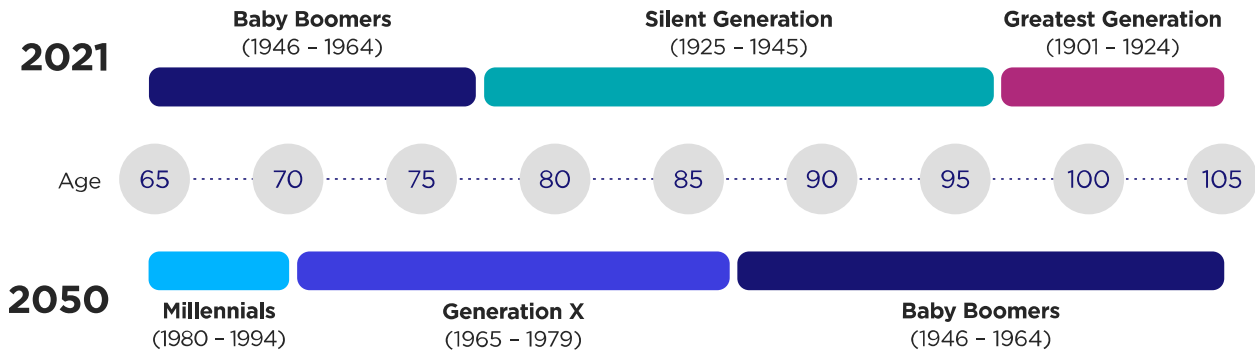 Baby Boomers
(1946 – 1964)
Silent Generation
(1925 – 1945)
Greatest Generation
(1901 – 1924)
2021
Age 65 70 75 80 85 90 95 100 105
2050
Millennials
(1980 – 1994)
Generation X
(1965 – 1979)
Baby Boomers
(1946 – 1964)